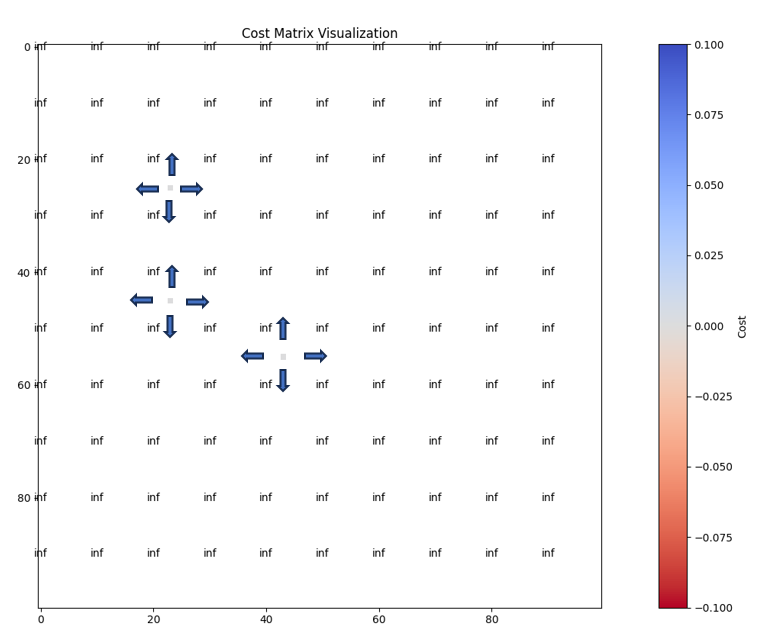 Cost Matrix Visualization
0 inf inf inf inf inf inf inf inf inf inf
inf inf inf inf inf inf inf inf inf inf
20 inf inf inf inf inf inf inf inf inf inf
inf inf inf inf inf inf inf inf inf inf
40 inf inf inf inf inf inf inf inf inf inf
inf inf inf inf inf inf inf inf inf inf
60 inf inf inf inf inf inf inf inf inf inf
inf inf inf inf inf inf inf inf inf inf
80 inf inf inf inf inf inf inf inf inf inf
inf inf inf inf inf inf inf inf inf inf
0 20 40 60 80
0.100
0.075
0.050
0.025
0.000
−0.025
−0.050
−0.075
−0.100
Cost